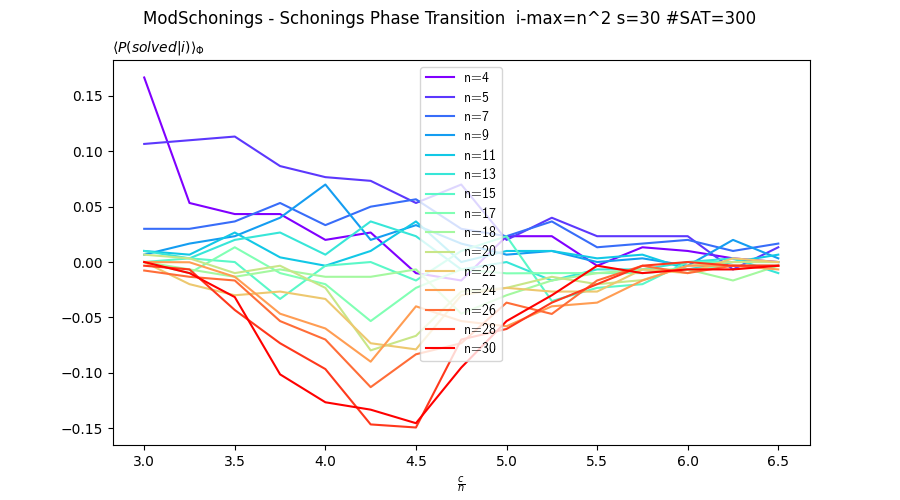 ModSchonings - Schonings Phase Transition  i-max=n^2 s=30 #SAT=300
⟨P(solved|i)⟩Φ
0.15
0.10
0.05
0.00
−0.05
−0.10
−0.15
n=4
n=5
n=7
n=9
n=11
n=13
n=15
n=17
n=18
n=20
n=22
n=24
n=26
n=28
n=30
3.0 3.5 4.0 4.5 5.0 5.5 6.0 6.5
c
n